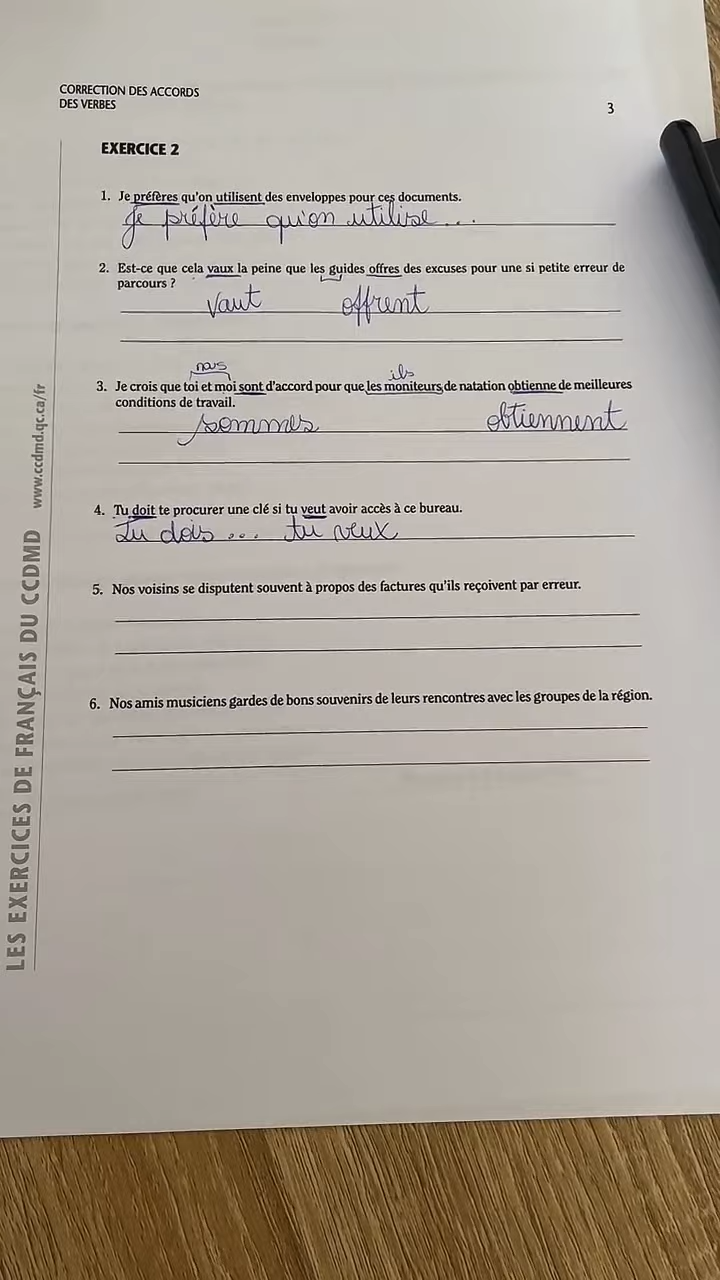 CORRECTION DES ACCORDS
DES VERBES
3
EXERCICE 2
1. Je préfères qu'on utilisent des enveloppes pour ces documents.
Je préfère qu'on utilise...
2. Est-ce que cela vaux la peine que les guides offres des excuses pour une si petite erreur de
parcours ?
vaut offrent
nous ils
3. Je crois que toi et moi sont d'accord pour que les moniteurs de natation obtienne de meilleures
conditions de travail.
sommes obtiennent
4. Tu doit te procurer une clé si tu veut avoir accès à ce bureau.
Tu dois ... tu veux
5. Nos voisins se disputent souvent à propos des factures qu'ils reçoivent par erreur.
6. Nos amis musiciens gardes de bons souvenirs de leurs rencontres avec les groupes de la région.
LES EXERCICES DE FRANÇAIS DU CCDMD www.ccdmd.qc.ca/fr